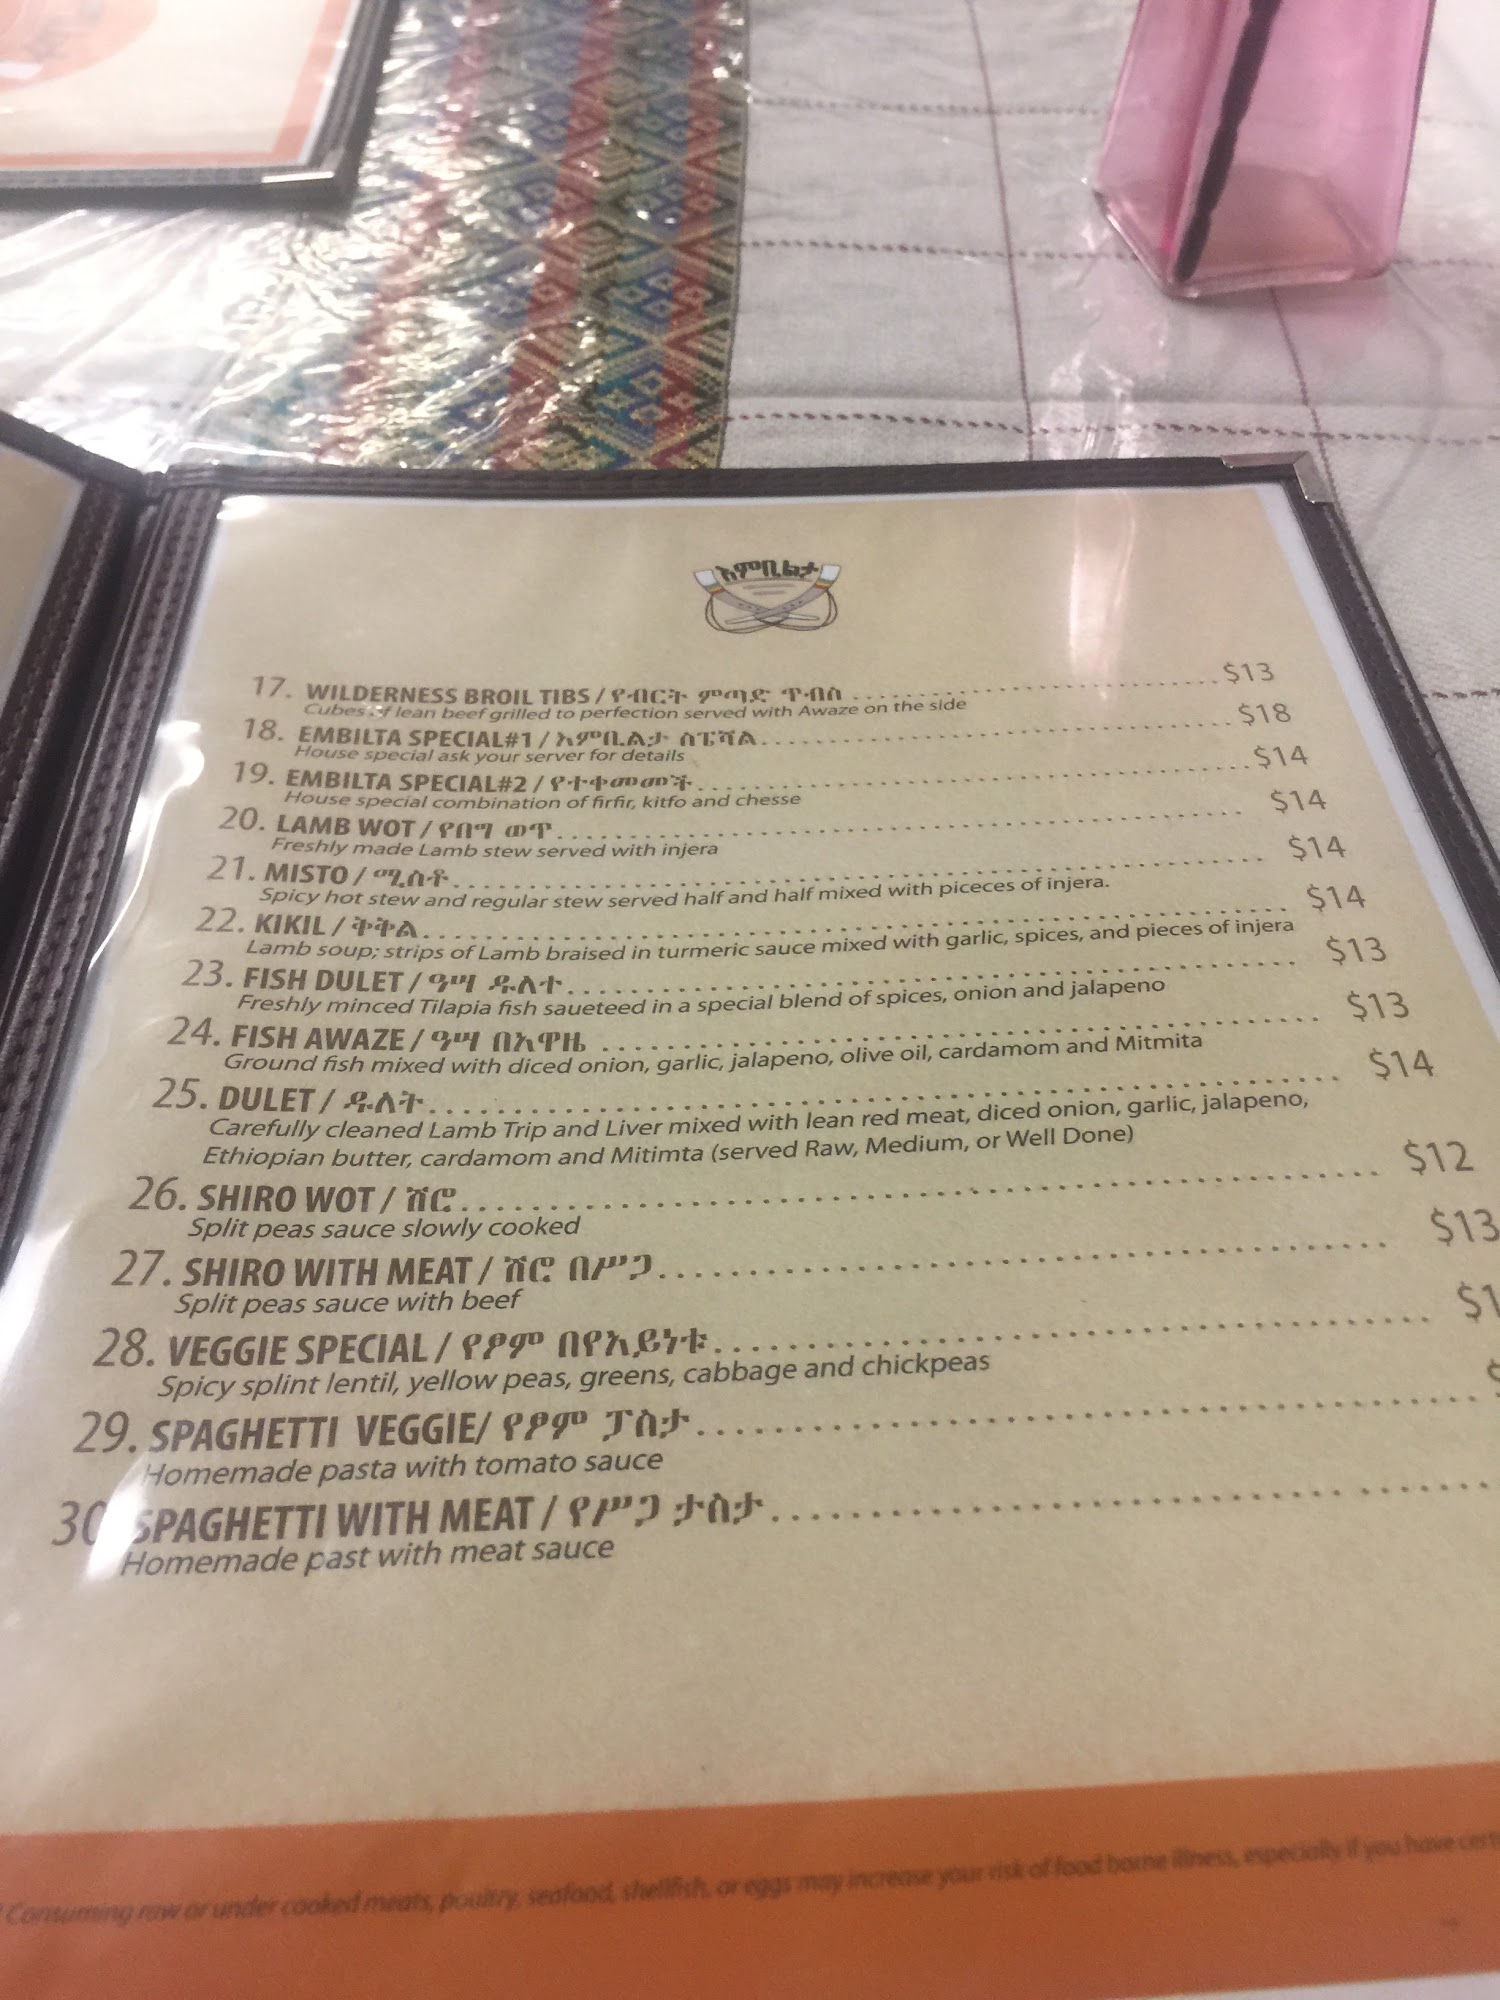 እምቢልታ
17. WILDERNESS BROIL TIBS / የብርት ምጣድ ጥብስ ........ $13
Cubes of lean beef grilled to perfection served with Awaze on the side
18. EMBILTA SPECIAL#1 / እምቢልታ ስፔሻል ........ $18
House special ask your server for details
19. EMBILTA SPECIAL#2 / የተቀመመች ........ $14
House special combination of firfir, kitfo and chesse
20. LAMB WOT / የበግ ወጥ ........ $14
Freshly made Lamb stew served with injera
21. MISTO / ሚስቶ ........ $14
Spicy hot stew and regular stew served half and half mixed with piceces of injera.
22. KIKIL / ቅቅል ........ $14
Lamb soup; strips of Lamb braised in turmeric sauce mixed with garlic, spices, and pieces of injera
23. FISH DULET / ዓሣ ዱለተ ........ $13
Freshly minced Tilapia fish saueteed in a special blend of spices, onion and jalapeno
24. FISH AWAZE / ዓሣ በአዋዜ ........ $13
Ground fish mixed with diced onion, garlic, jalapeno, olive oil, cardamom and Mitmita
25. DULET / ዱለት ........ $14
Carefully cleaned Lamb Trip and Liver mixed with lean red meat, diced onion, garlic, jalapeno,
Ethiopian butter, cardamom and Mitimta (served Raw, Medium, or Well Done)
26. SHIRO WOT / ሽሮ ........ $12
Split peas sauce slowly cooked
27. SHIRO WITH MEAT / ሽሮ በሥጋ ........ $13
Split peas sauce with beef
28. VEGGIE SPECIAL / የፆም በየአይነቱ ........ $1
Spicy splint lentil, yellow peas, greens, cabbage and chickpeas
29. SPAGHETTI VEGGIE/ የፆም ፓስታ ........
Homemade pasta with tomato sauce
30 SPAGHETTI WITH MEAT / የሥጋ ታስታ ........
Homemade past with meat sauce
Consuming raw or under cooked meats, poultry, seafood, shellfish, or eggs may increase your risk of food borne illness, especially if you have